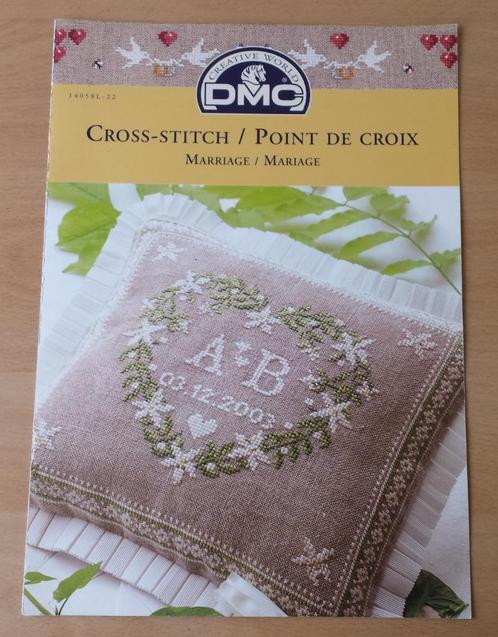 CREATIVE WORLD
DMC®
14058L-22
CROSS-STITCH / POINT DE CROIX
MARRIAGE / MARIAGE
A B
03.12.2003